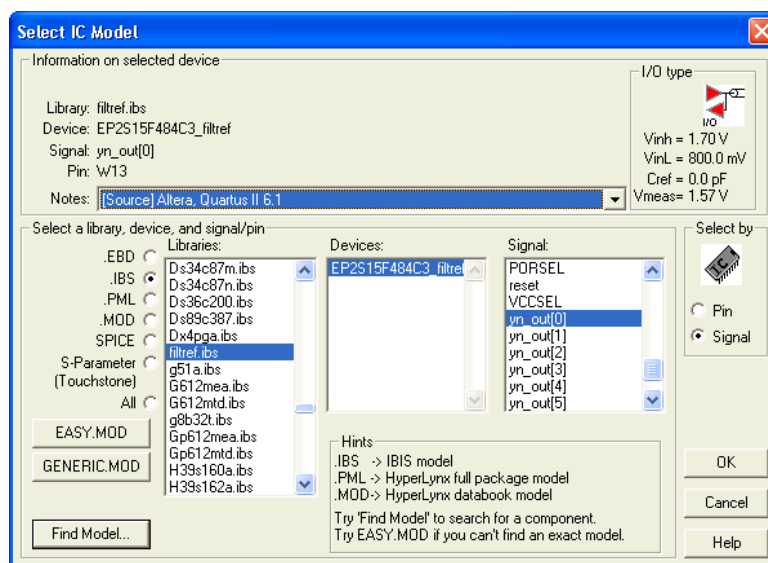 Select IC Model
Information on selected device
Library: filtref.ibs
Device: EP2S15F484C3_filtref
Signal: yn_out[0]
Pin: W13
Notes: [Source] Altera, Quartus II 6.1
I/O type
I/O
Vinh = 1.70 V
VinL = 800.0 mV
Cref = 0.0 pF
Vmeas= 1.57 V
Select a library, device, and signal/pin
.EBD
.IBS
.PML
.MOD
SPICE
S-Parameter
(Touchstone)
All
EASY.MOD
GENERIC.MOD
Find Model...
Libraries:
Ds34c87m.ibs
Ds34c87n.ibs
Ds36c200.ibs
Ds89c387.ibs
Dx4pga.ibs
filtref.ibs
g51a.ibs
G612mea.ibs
G612mtd.ibs
g8b32t.ibs
Gp612mea.ibs
Gp612mtd.ibs
H39s160a.ibs
H39s162a.ibs
Devices:
EP2S15F484C3_filtref
Signal:
PORSEL
reset
VCCSEL
yn_out[0]
yn_out[1]
yn_out[2]
yn_out[3]
yn_out[4]
yn_out[5]
Hints
.IBS -> IBIS model
.PML -> HyperLynx full package model
.MOD-> HyperLynx databook model
Try 'Find Model' to search for a component.
Try EASY.MOD if you can't find an exact model.
Select by
IC
Pin
Signal
OK
Cancel
Help